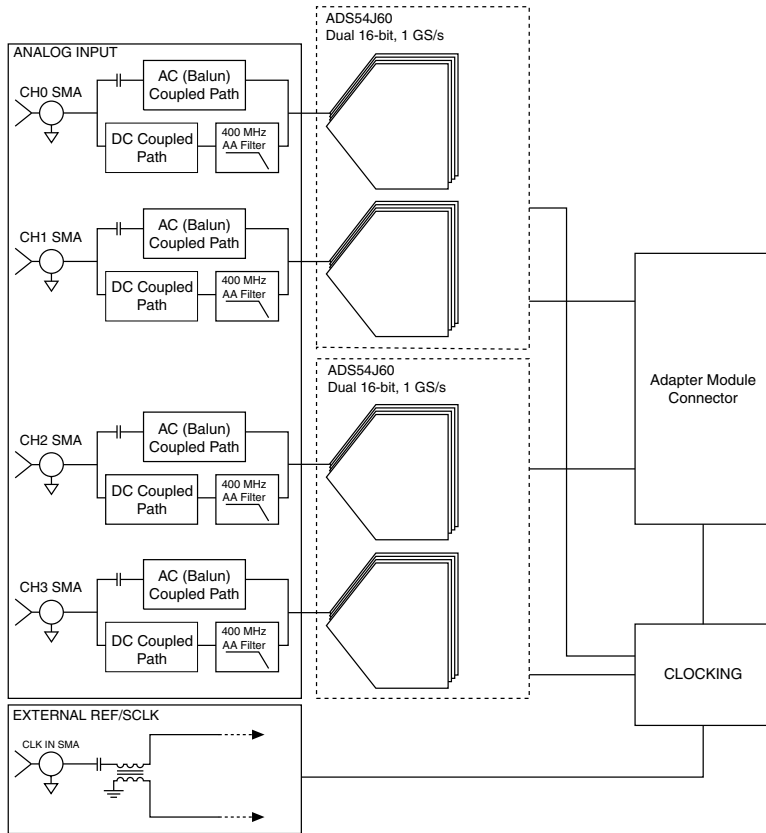 ADS54J60
Dual 16-bit, 1 GS/s
ANALOG INPUT
CH0 SMA
AC (Balun)
Coupled Path
DC Coupled
Path
400 MHz
AA Filter
CH1 SMA
AC (Balun)
Coupled Path
DC Coupled
Path
400 MHz
AA Filter
ADS54J60
Dual 16-bit, 1 GS/s
CH2 SMA
AC (Balun)
Coupled Path
DC Coupled
Path
400 MHz
AA Filter
CH3 SMA
AC (Balun)
Coupled Path
DC Coupled
Path
400 MHz
AA Filter
Adapter Module
Connector
CLOCKING
EXTERNAL REF/SCLK
CLK IN SMA